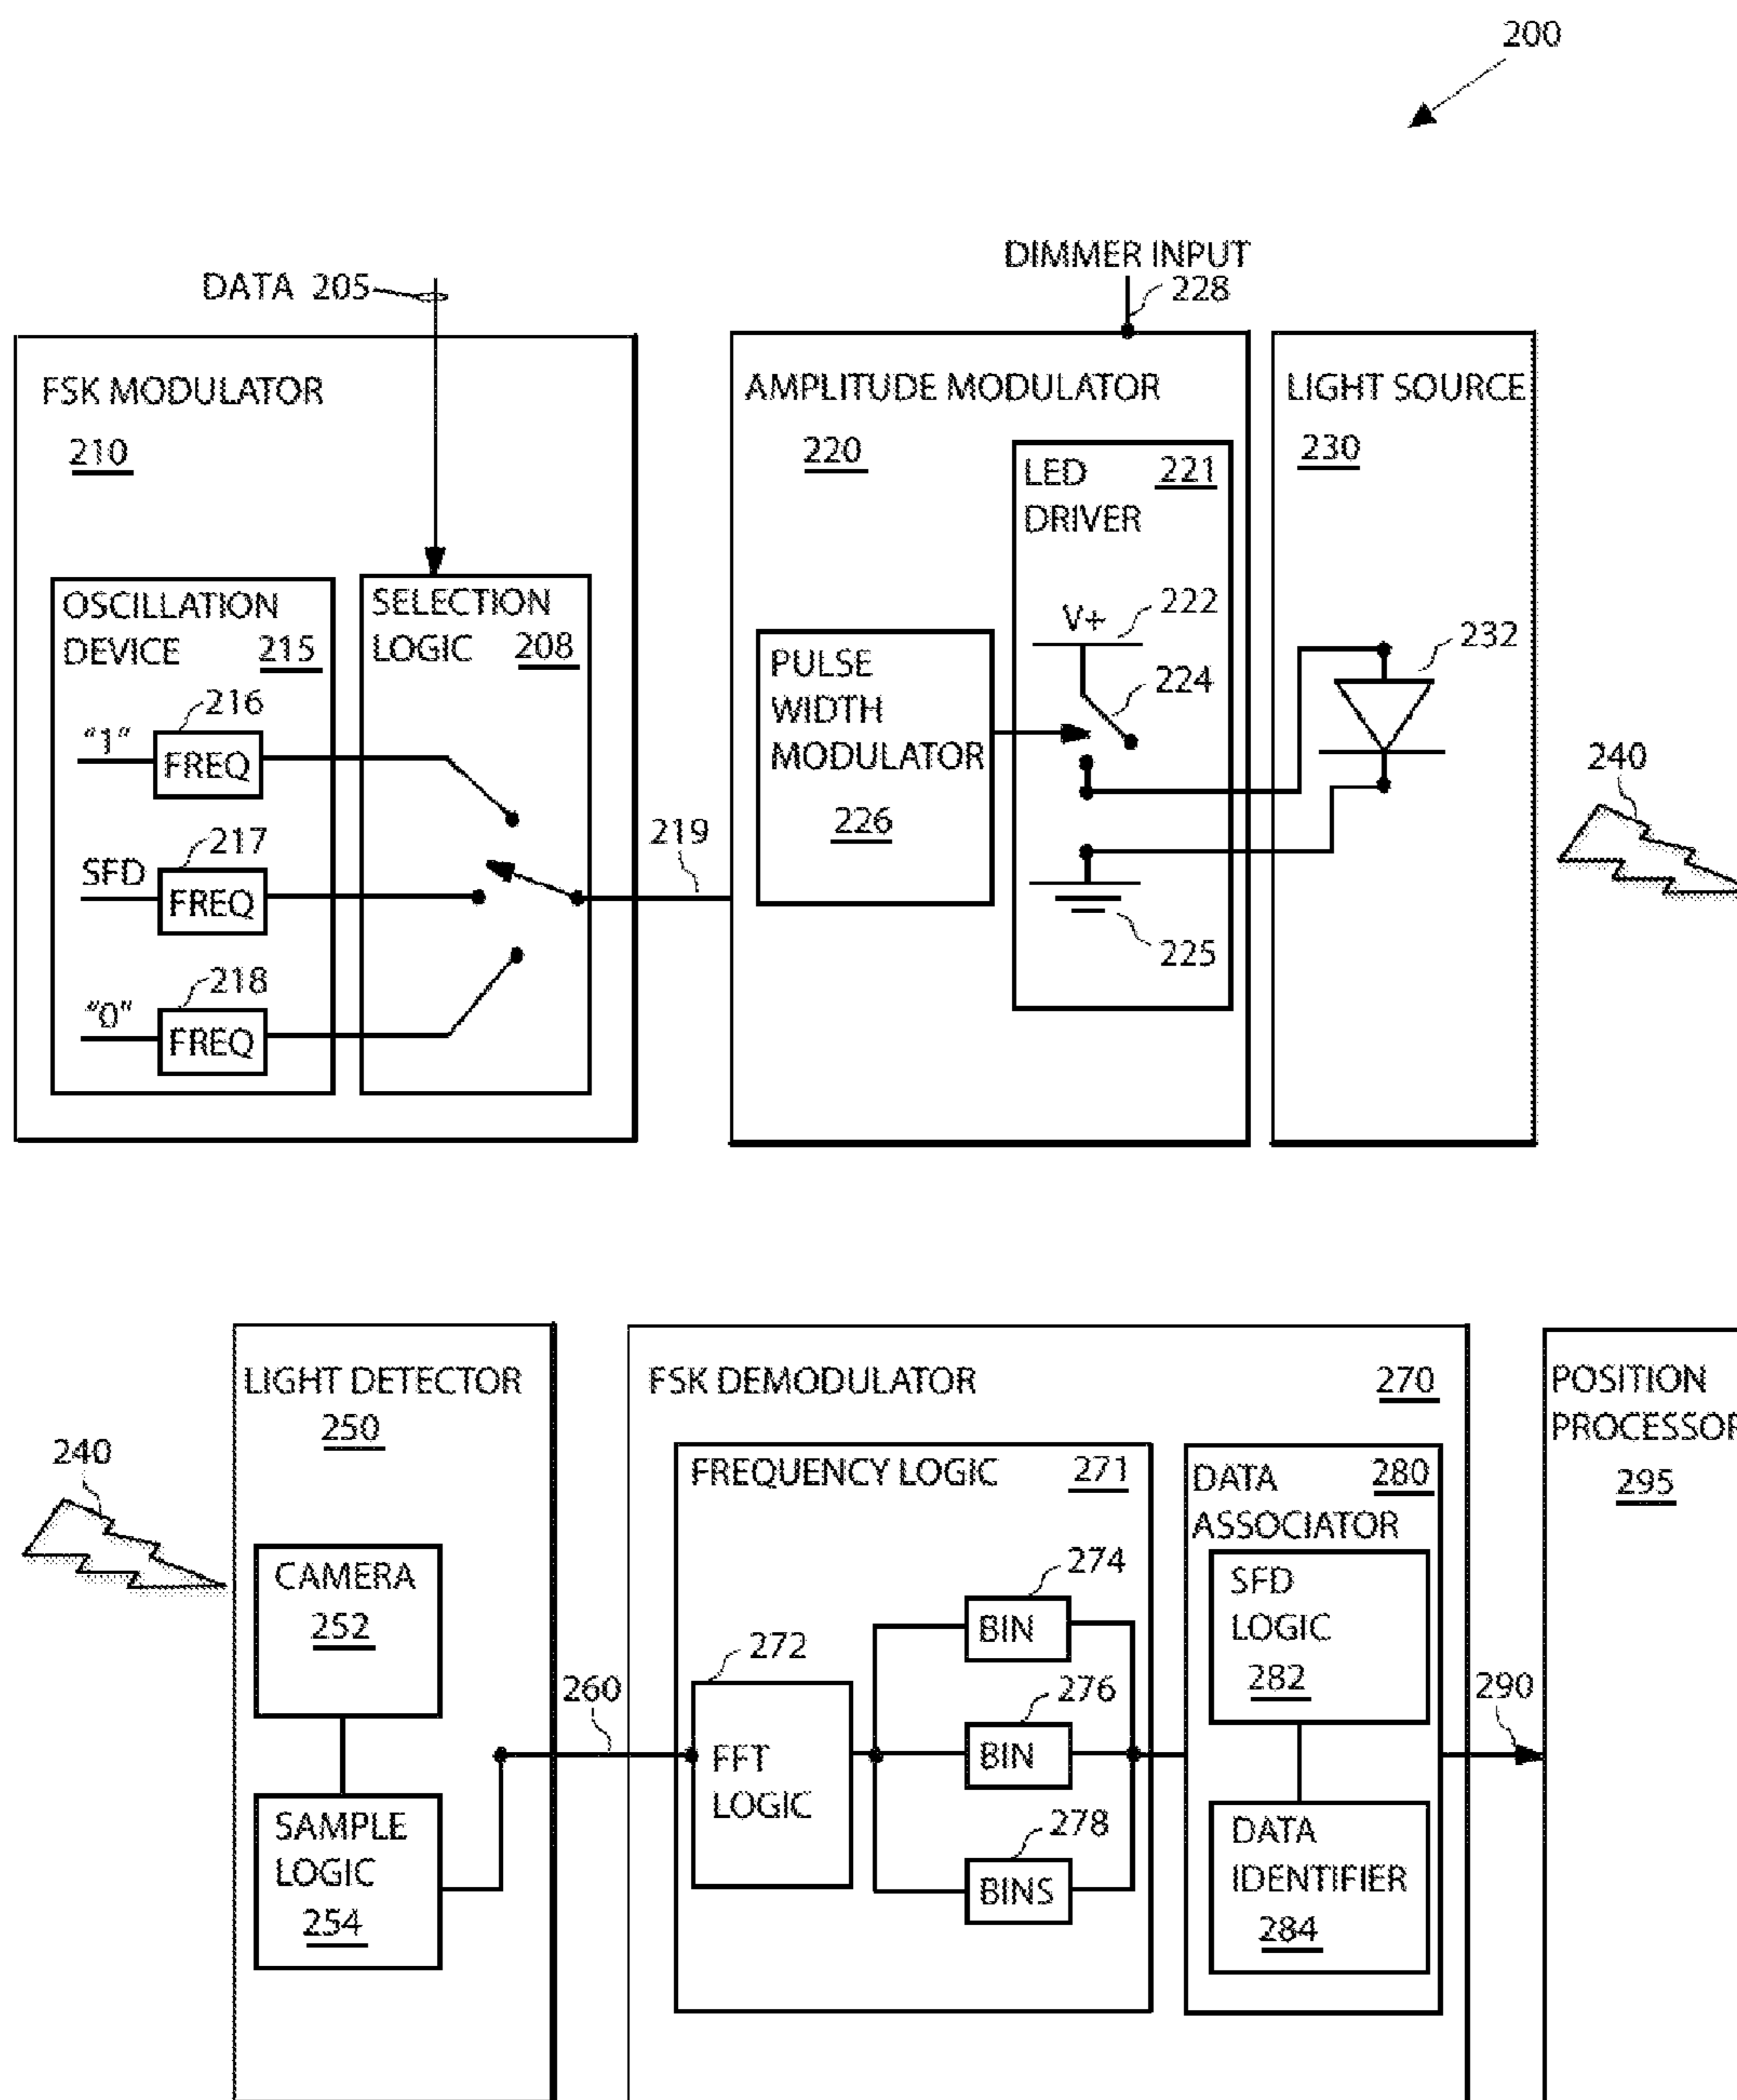 200
DATA 205
DIMMER INPUT
228
FSK MODULATOR
210
OSCILLATION
DEVICE 215
"1"
216
FREQ
SFD
217
FREQ
"0"
218
FREQ
SELECTION
LOGIC 208
219
AMPLITUDE MODULATOR
220
PULSE
WIDTH
MODULATOR
226
LED 221
DRIVER
V+
222
224
225
LIGHT SOURCE
230
232
240
240
LIGHT DETECTOR
250
CAMERA
252
SAMPLE
LOGIC
254
260
FSK DEMODULATOR 270
FREQUENCY LOGIC 271
272
FFT
LOGIC
274
BIN
276
BIN
278
BINS
DATA 280
ASSOCIATOR
SFD
LOGIC
282
DATA
IDENTIFIER
284
290
POSITION
PROCESSOR
295